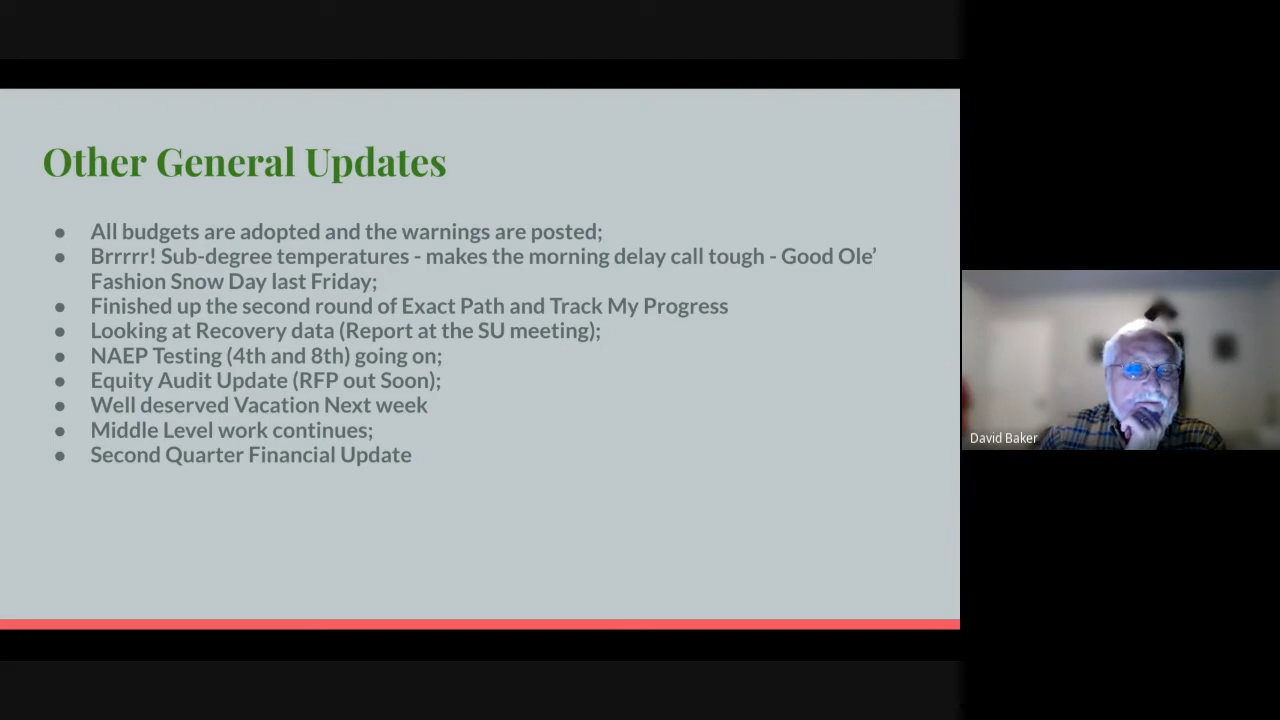 Other General Updates
● All budgets are adopted and the warnings are posted;
● Brrrrr! Sub-degree temperatures - makes the morning delay call tough - Good Ole’
Fashion Snow Day last Friday;
● Finished up the second round of Exact Path and Track My Progress
● Looking at Recovery data (Report at the SU meeting);
● NAEP Testing (4th and 8th) going on;
● Equity Audit Update (RFP out Soon);
● Well deserved Vacation Next week
● Middle Level work continues;
● Second Quarter Financial Update
David Baker